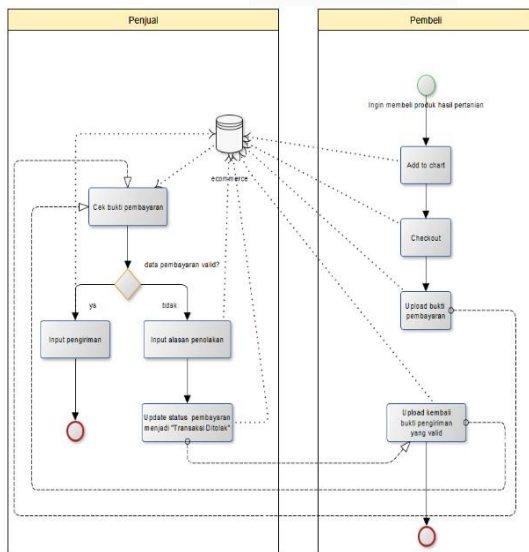 Penjual
Pembeli
Ingin membeli produk hasil pertanian
Add to chart
ecommerce
Cek bukti pembayaran
Checkout
data pembayaran valid?
Upload bukti
pembayaran
ya
tidak
Input pengiriman
Input alasan penolakan
Update status pembayaran
menjadi "Transaksi Ditolak"
Upload kembali
bukti pengiriman
yang valid